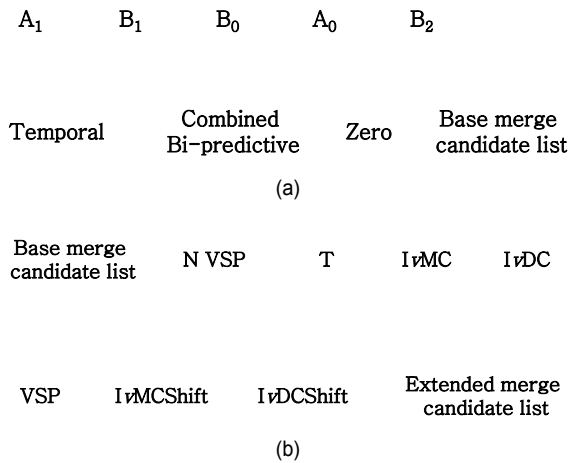 A₁ B₁ B₀ A₀ B₂
Temporal Combined Bi-predictive Zero Base merge candidate list
(a)
Base merge candidate list N VSP T IvMC IvDC
VSP IvMCShift IvDCShift Extended merge candidate list
(b)